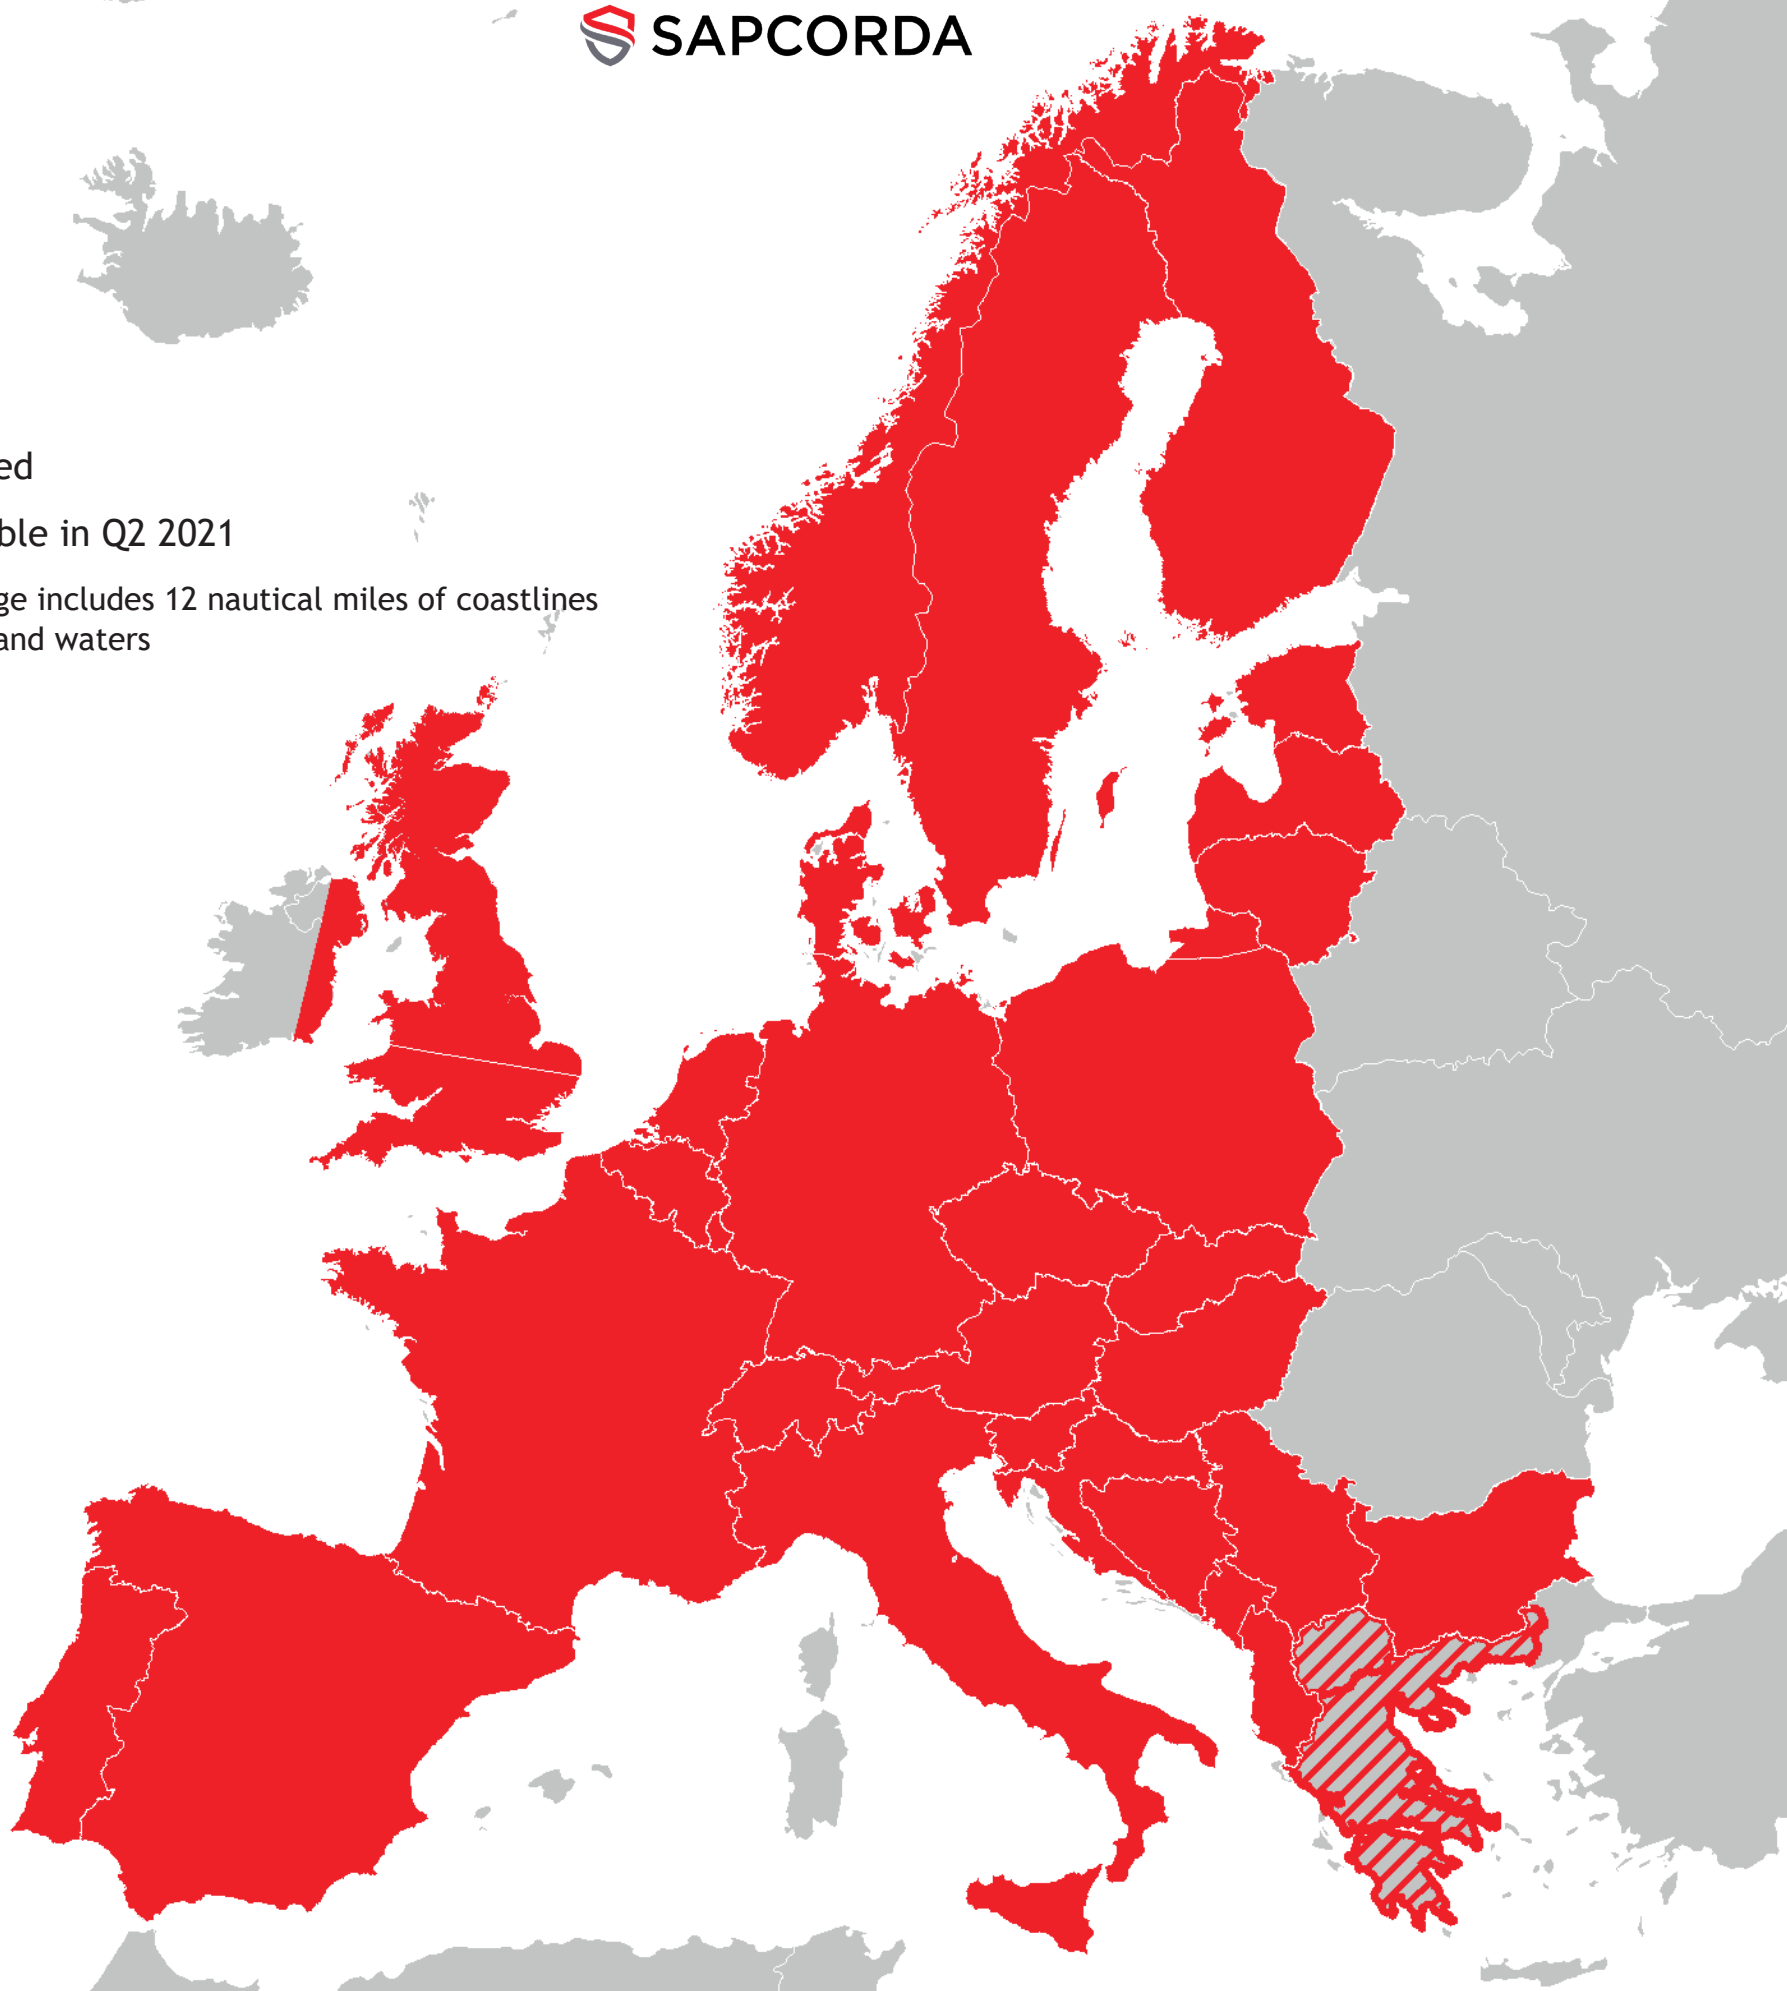 SAPCORDA
ed
ble in Q2 2021
ge includes 12 nautical miles of coastlines
and waters